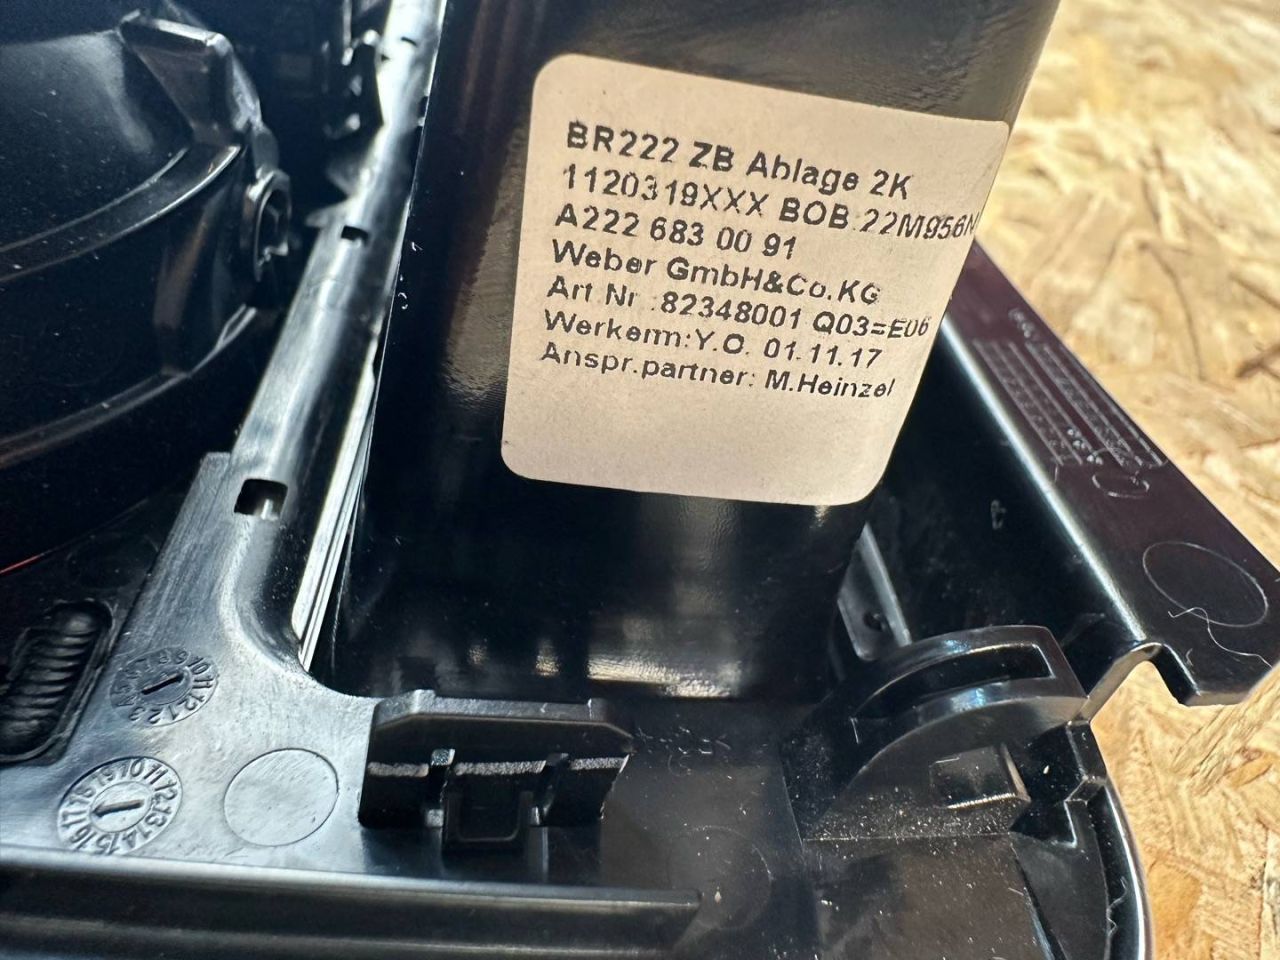 BR222 ZB Ablage 2K
1120319XXX BOB:22M956N
A222 683 00 91
Weber GmbH&Co.KG
Art Nr.:82348001 Q03=E06
Werkerm:Y.O. 01.11.17
Anspr.partner: M.Heinzel